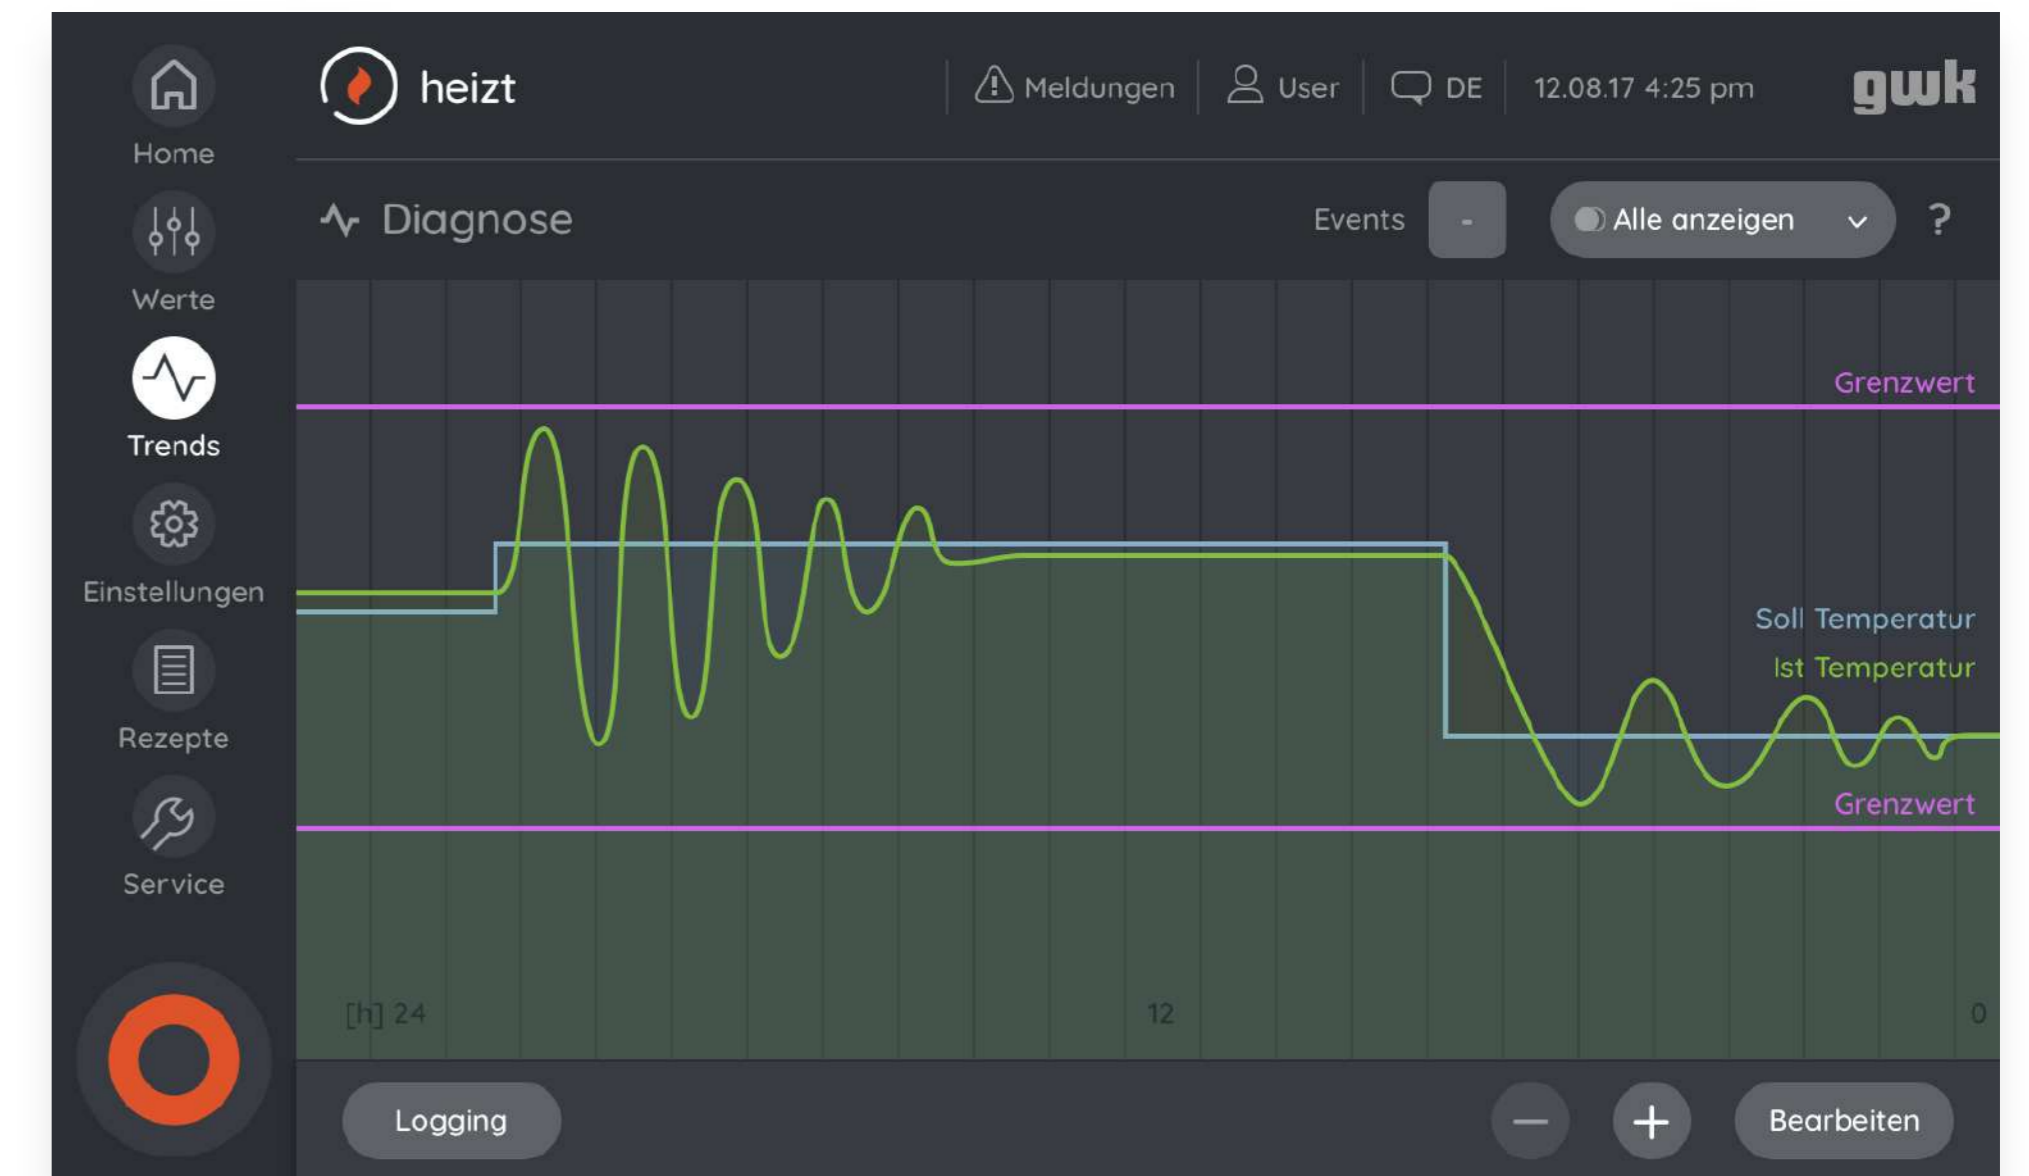 heizt
Meldungen
User
DE
12.08.17 4:25 pm
gwk
Home
Werte
Trends
Einstellungen
Rezepte
Service
Diagnose
Events
-
Alle anzeigen
?
Grenzwert
Soll Temperatur
Ist Temperatur
Grenzwert
[h] 24
12
0
Logging
Bearbeiten